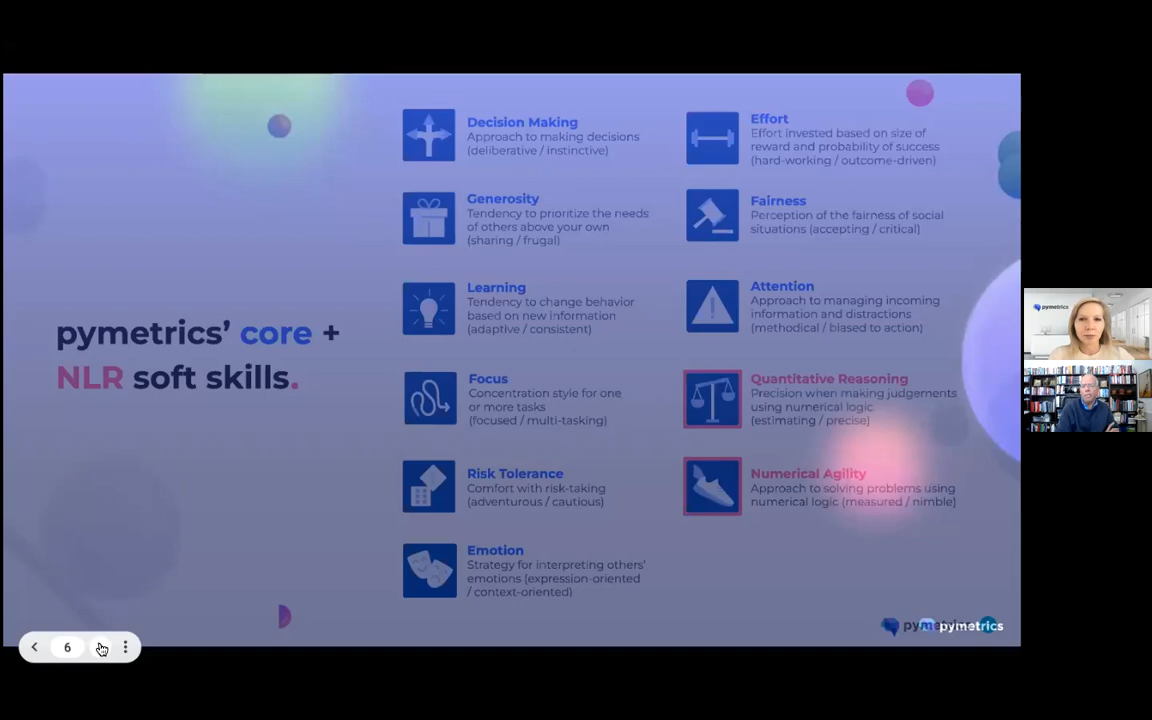 pymetrics' core +
NLR soft skills.
Decision Making
Approach to making decisions
(deliberative / instinctive)
Generosity
Tendency to prioritize the needs
of others above your own
(sharing / frugal)
Learning
Tendency to change behavior
based on new information
(adaptive / consistent)
Focus
Concentration style for one
or more tasks
(focused / multi-tasking)
Risk Tolerance
Comfort with risk-taking
(adventurous / cautious)
Emotion
Strategy for interpreting others'
emotions (expression-oriented
/ context-oriented)
Effort
Effort invested based on size of
reward and probability of success
(hard-working / outcome-driven)
Fairness
Perception of the fairness of social
situations (accepting / critical)
Attention
Approach to managing incoming
information and distractions
(methodical / biased to action)
Quantitative Reasoning
Precision when making judgements
using numerical logic
(estimating / precise)
Numerical Agility
Approach to solving problems using
numerical logic (measured / nimble)
pymetrics
6
pymetrics